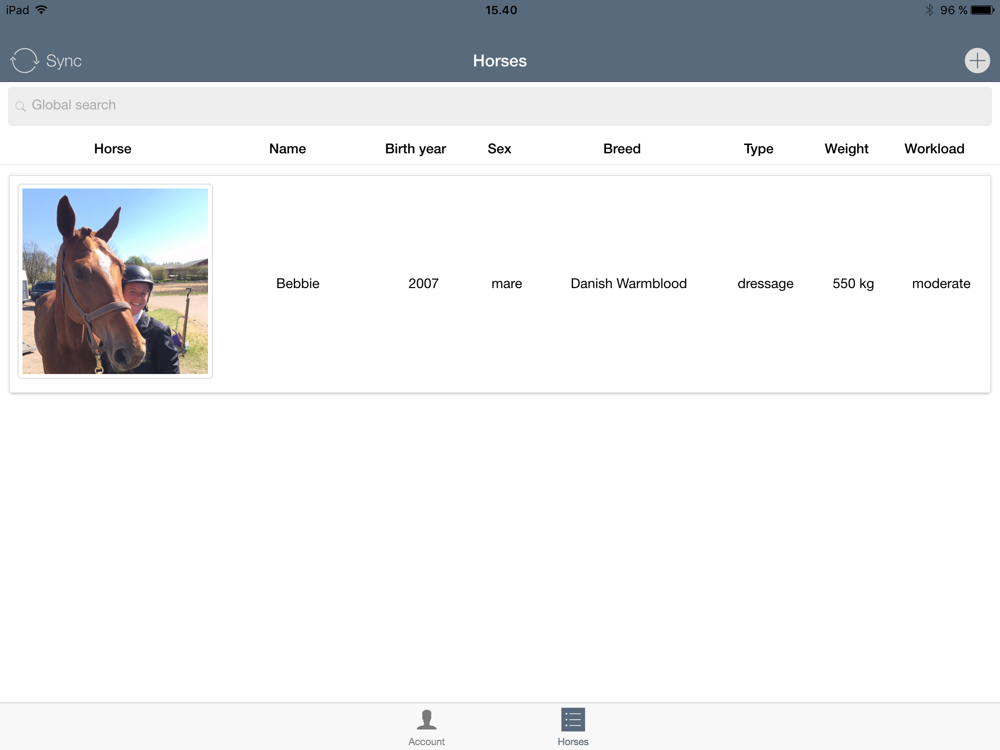 iPad 15.40 96 %
Sync Horses
Global search
Horse Name Birth year Sex Breed Type Weight Workload
Bebbie 2007 mare Danish Warmblood dressage 550 kg moderate
Account Horses